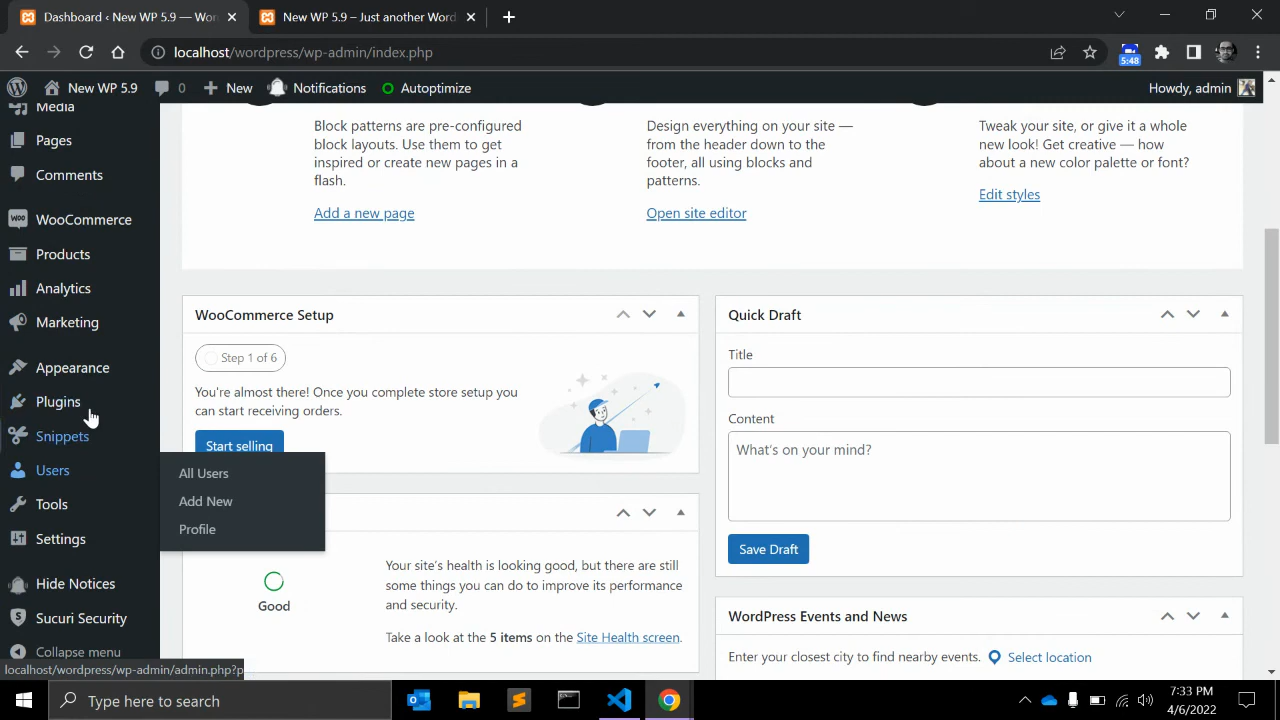 Dashboard ‹ New WP 5.9 — Wor
New WP 5.9 – Just another Word
localhost/wordpress/wp-admin/index.php
5:48
New WP 5.9
0
New
Notifications
Autoptimize
Howdy, admin
Media
Pages
Comments
WOO
WooCommerce
Products
Analytics
Marketing
Appearance
Plugins
Snippets
Users
Tools
Settings
Hide Notices
Sucuri Security
Collapse menu
All Users
Add New
Profile
Block patterns are pre-configured
block layouts. Use them to get
inspired or create new pages in a
flash.
Add a new page
Design everything on your site —
from the header down to the
footer, all using blocks and
patterns.
Open site editor
Tweak your site, or give it a whole
new look! Get creative — how
about a new color palette or font?
Edit styles
WooCommerce Setup
Step 1 of 6
You're almost there! Once you complete store setup you
can start receiving orders.
Start selling
Good
Your site's health is looking good, but there are still
some things you can do to improve its performance
and security.
Take a look at the 5 items on the Site Health screen.
Quick Draft
Title
Content
What's on your mind?
Save Draft
WordPress Events and News
Enter your closest city to find nearby events.
Select location
localhost/wordpress/wp-admin/admin.php?p
Type here to search
7:33 PM
4/6/2022